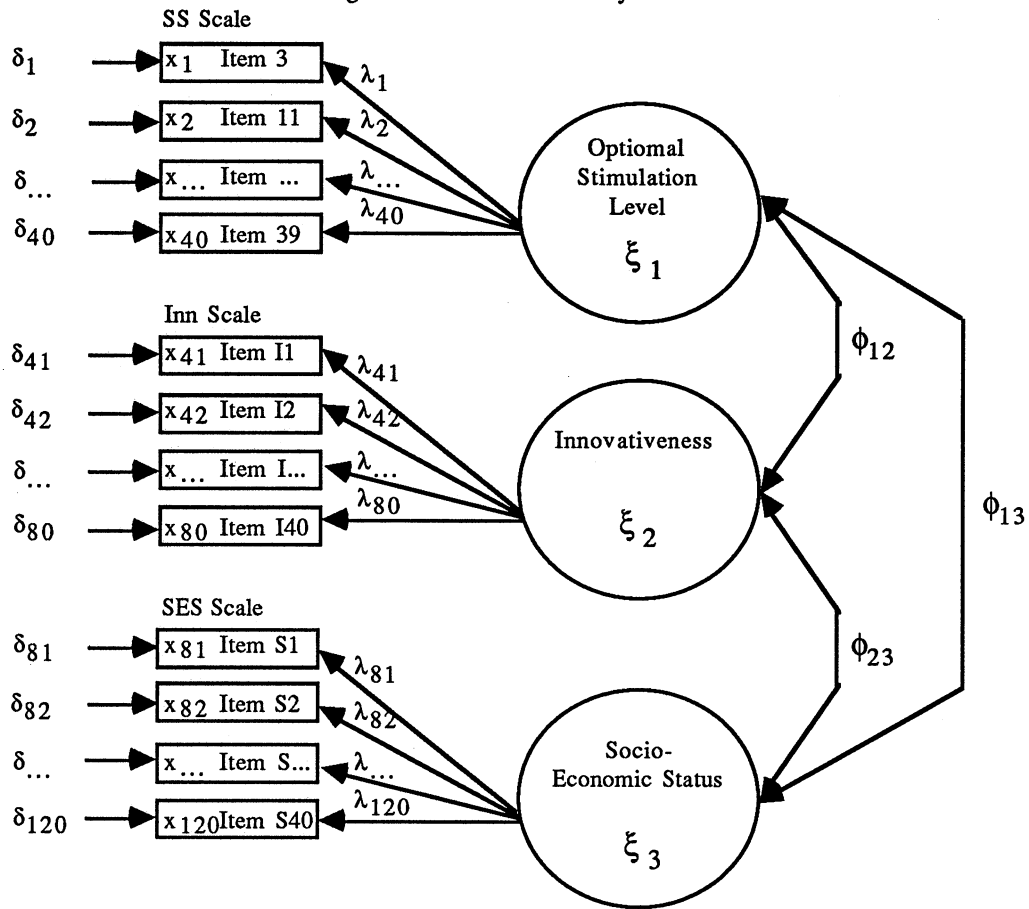 SS Scale
δ1 x1 Item 3 λ1
δ2 x2 Item 11 λ2
δ... x... Item ... λ...
δ40 x40 Item 39 λ40
Optiomal
Stimulation
Level
ξ1
Inn Scale
δ41 x41 Item I1 λ41
δ42 x42 Item I2 λ42
δ... x... Item I... λ...
δ80 x80 Item I40 λ80
Innovativeness
ξ2
SES Scale
δ81 x81 Item S1 λ81
δ82 x82 Item S2 λ82
δ... x... Item S... λ...
δ120 x120 Item S40 λ120
Socio-
Economic Status
ξ3
ϕ12
ϕ13
ϕ23